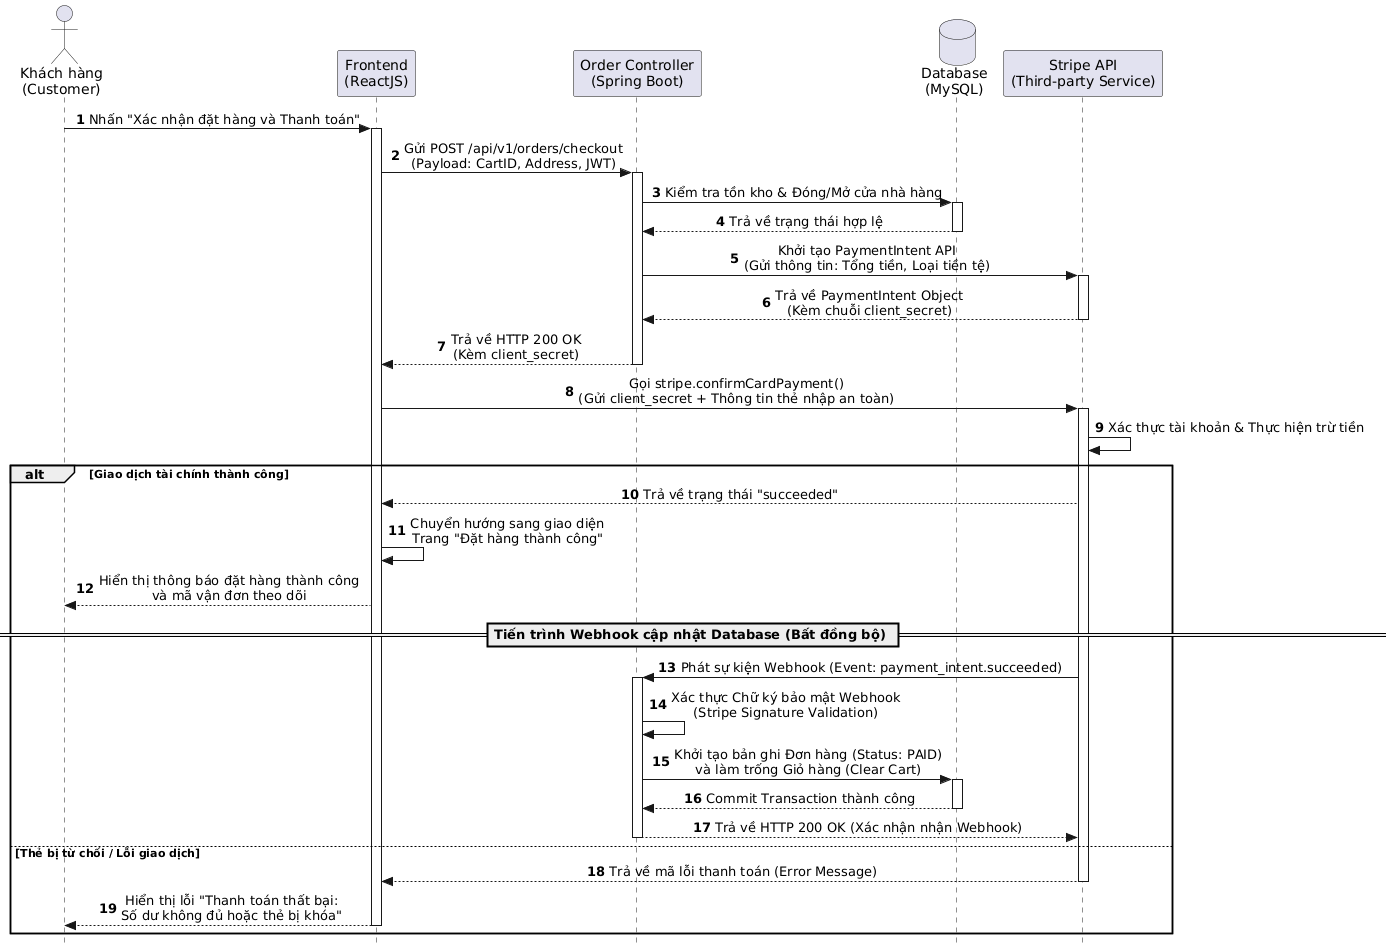 Khách hàng
(Customer)
Frontend
(ReactJS)
Order Controller
(Spring Boot)
Database
(MySQL)
Stripe API
(Third-party Service)
1 Nhấn "Xác nhận đặt hàng và Thanh toán"
2 Gửi POST /api/v1/orders/checkout
(Payload: CartID, Address, JWT)
3 Kiểm tra tồn kho & Đóng/Mở cửa nhà hàng
4 Trả về trạng thái hợp lệ
5 Khởi tạo PaymentIntent API
(Gửi thông tin: Tổng tiền, Loại tiền tệ)
6 Trả về PaymentIntent Object
(Kèm chuỗi client_secret)
7 Trả về HTTP 200 OK
(Kèm client_secret)
8 Gọi stripe.confirmCardPayment()
(Gửi client_secret + Thông tin thẻ nhập an toàn)
9 Xác thực tài khoản & Thực hiện trừ tiền
alt [Giao dịch tài chính thành công]
10 Trả về trạng thái "succeeded"
11 Chuyển hướng sang giao diện
Trang "Đặt hàng thành công"
12 Hiển thị thông báo đặt hàng thành công
và mã vận đơn theo dõi
Tiến trình Webhook cập nhật Database (Bất đồng bộ)
13 Phát sự kiện Webhook (Event: payment_intent.succeeded)
14 Xác thực Chữ ký bảo mật Webhook
(Stripe Signature Validation)
15 Khởi tạo bản ghi Đơn hàng (Status: PAID)
và làm trống Giỏ hàng (Clear Cart)
16 Commit Transaction thành công
17 Trả về HTTP 200 OK (Xác nhận nhận Webhook)
[Thẻ bị từ chối / Lỗi giao dịch]
18 Trả về mã lỗi thanh toán (Error Message)
19 Hiển thị lỗi "Thanh toán thất bại:
Số dư không đủ hoặc thẻ bị khóa"